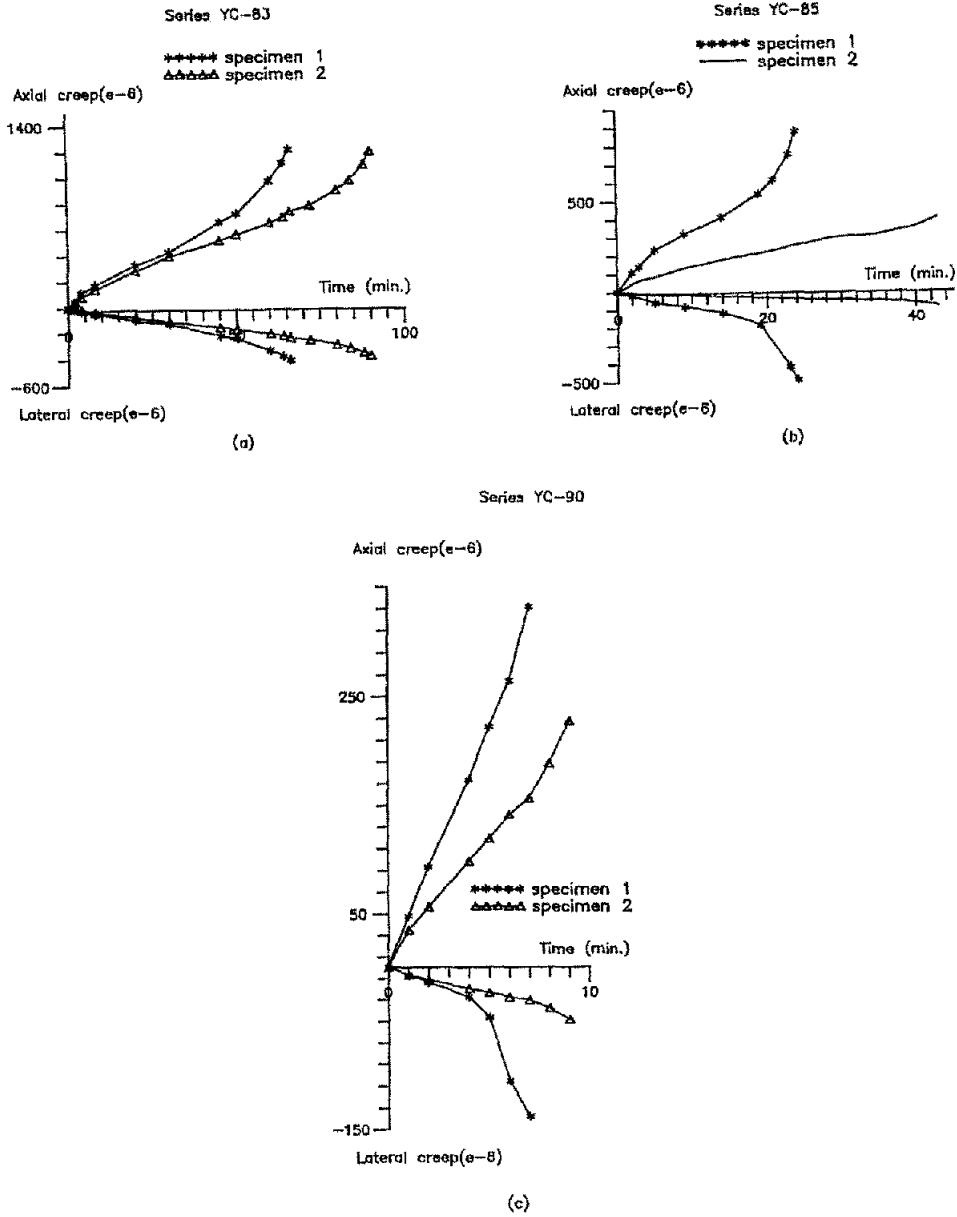 Series YC-83
specimen 1
specimen 2
Axial creep(e-6)
1400
Time (min.)
0
100
-600
Lateral creep(e-6)
(a)
Series YC-85
specimen 1
specimen 2
Axial creep(e-6)
500
Time (min.)
0
20
40
-500
Lateral creep(e-6)
(b)
Series YC-90
Axial creep(e-6)
250
specimen 1
specimen 2
50
Time (min.)
0
10
-150
Lateral creep(e-6)
(c)